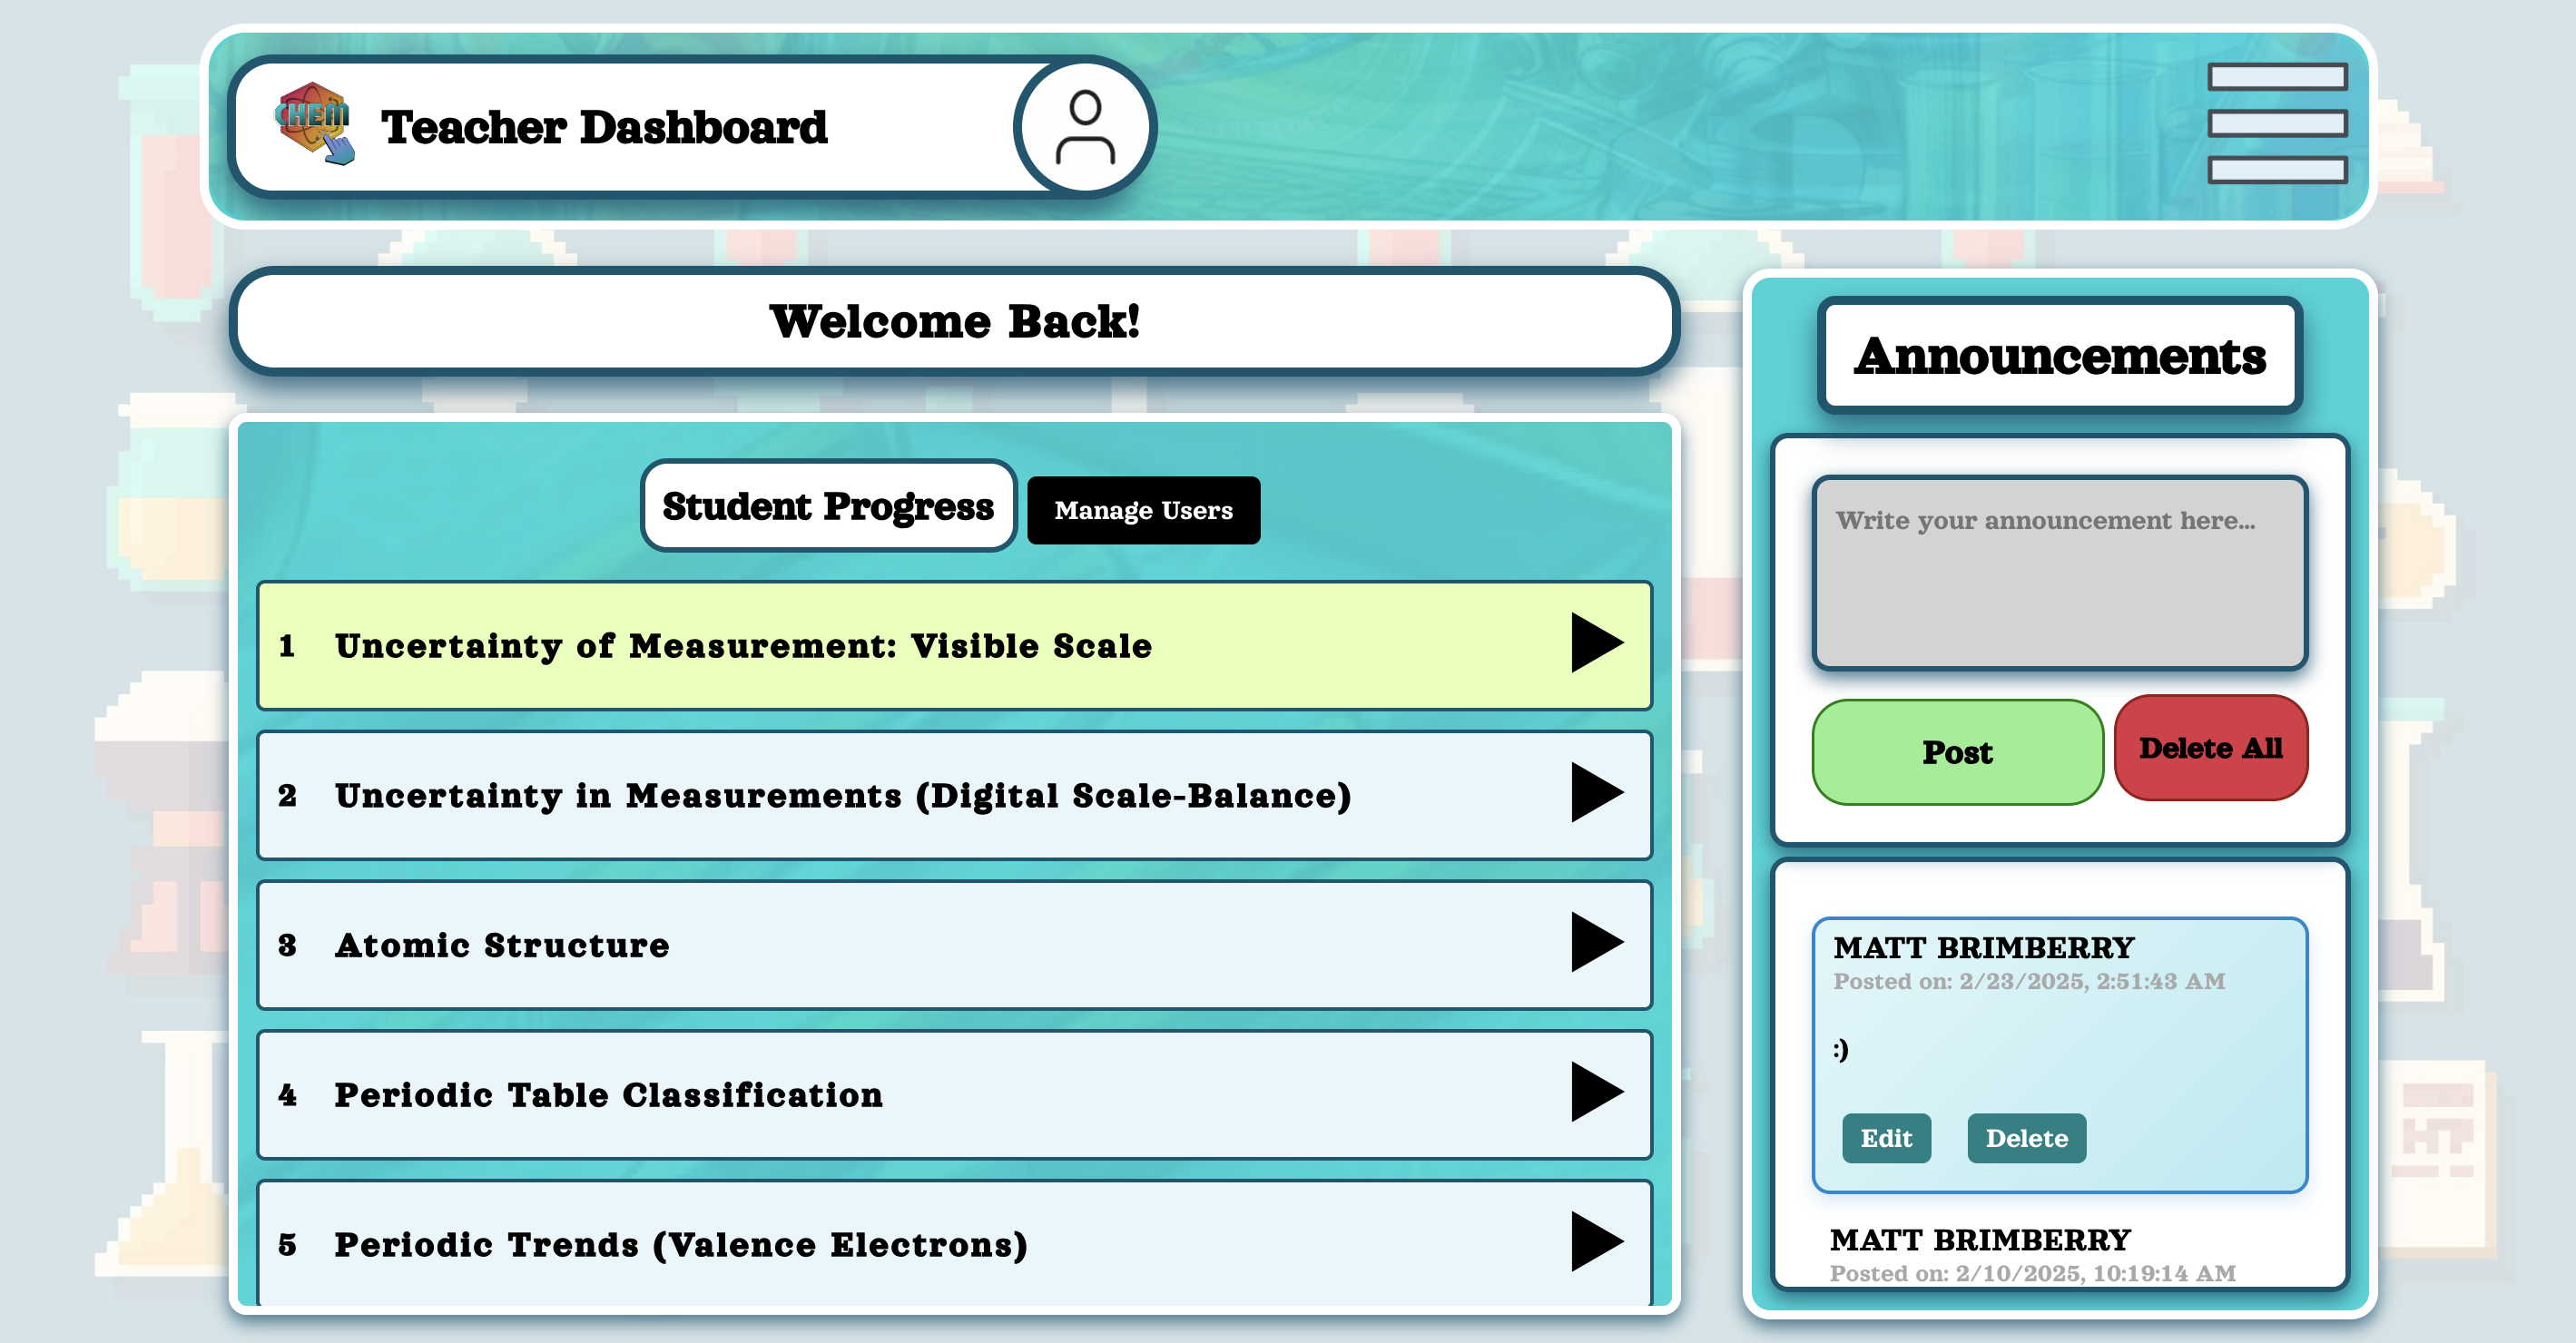 CHEM
Teacher Dashboard
Welcome Back!
Student Progress
Manage Users
1 Uncertainty of Measurement: Visible Scale
2 Uncertainty in Measurements (Digital Scale-Balance)
3 Atomic Structure
4 Periodic Table Classification
5 Periodic Trends (Valence Electrons)
Announcements
Write your announcement here...
Post
Delete All
MATT BRIMBERRY
Posted on: 2/23/2025, 2:51:43 AM
:)
Edit
Delete
MATT BRIMBERRY
Posted on: 2/10/2025, 10:19:14 AM